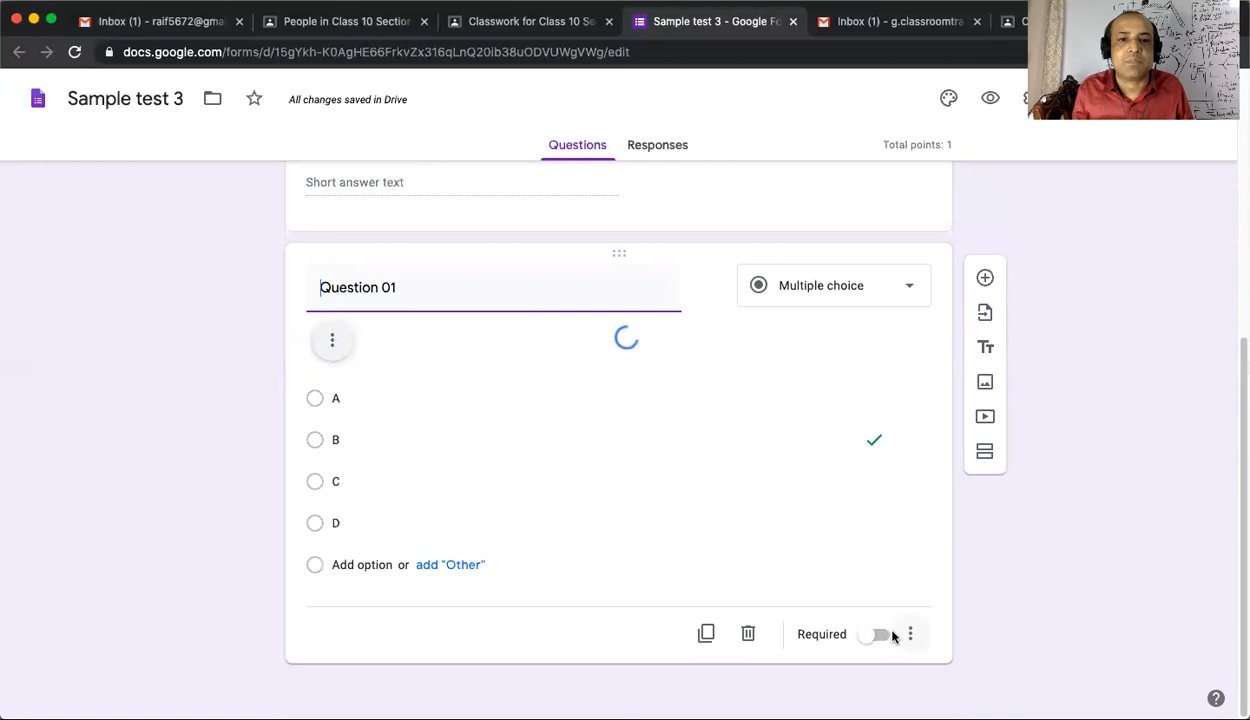 Inbox (1) - raif5672@gmai
People in Class 10 Section
Classwork for Class 10 Se
Sample test 3 - Google Fo
Inbox (1) - g.classroomtra
docs.google.com/forms/d/15gYkh-K0AgHE66FrkvZx316qLnQ20ib38uODVUWgVWg/edit
Sample test 3
All changes saved in Drive
Questions
Responses
Total points: 1
Short answer text
Question 01
Multiple choice
A
B
C
D
Add option or add "Other"
Required